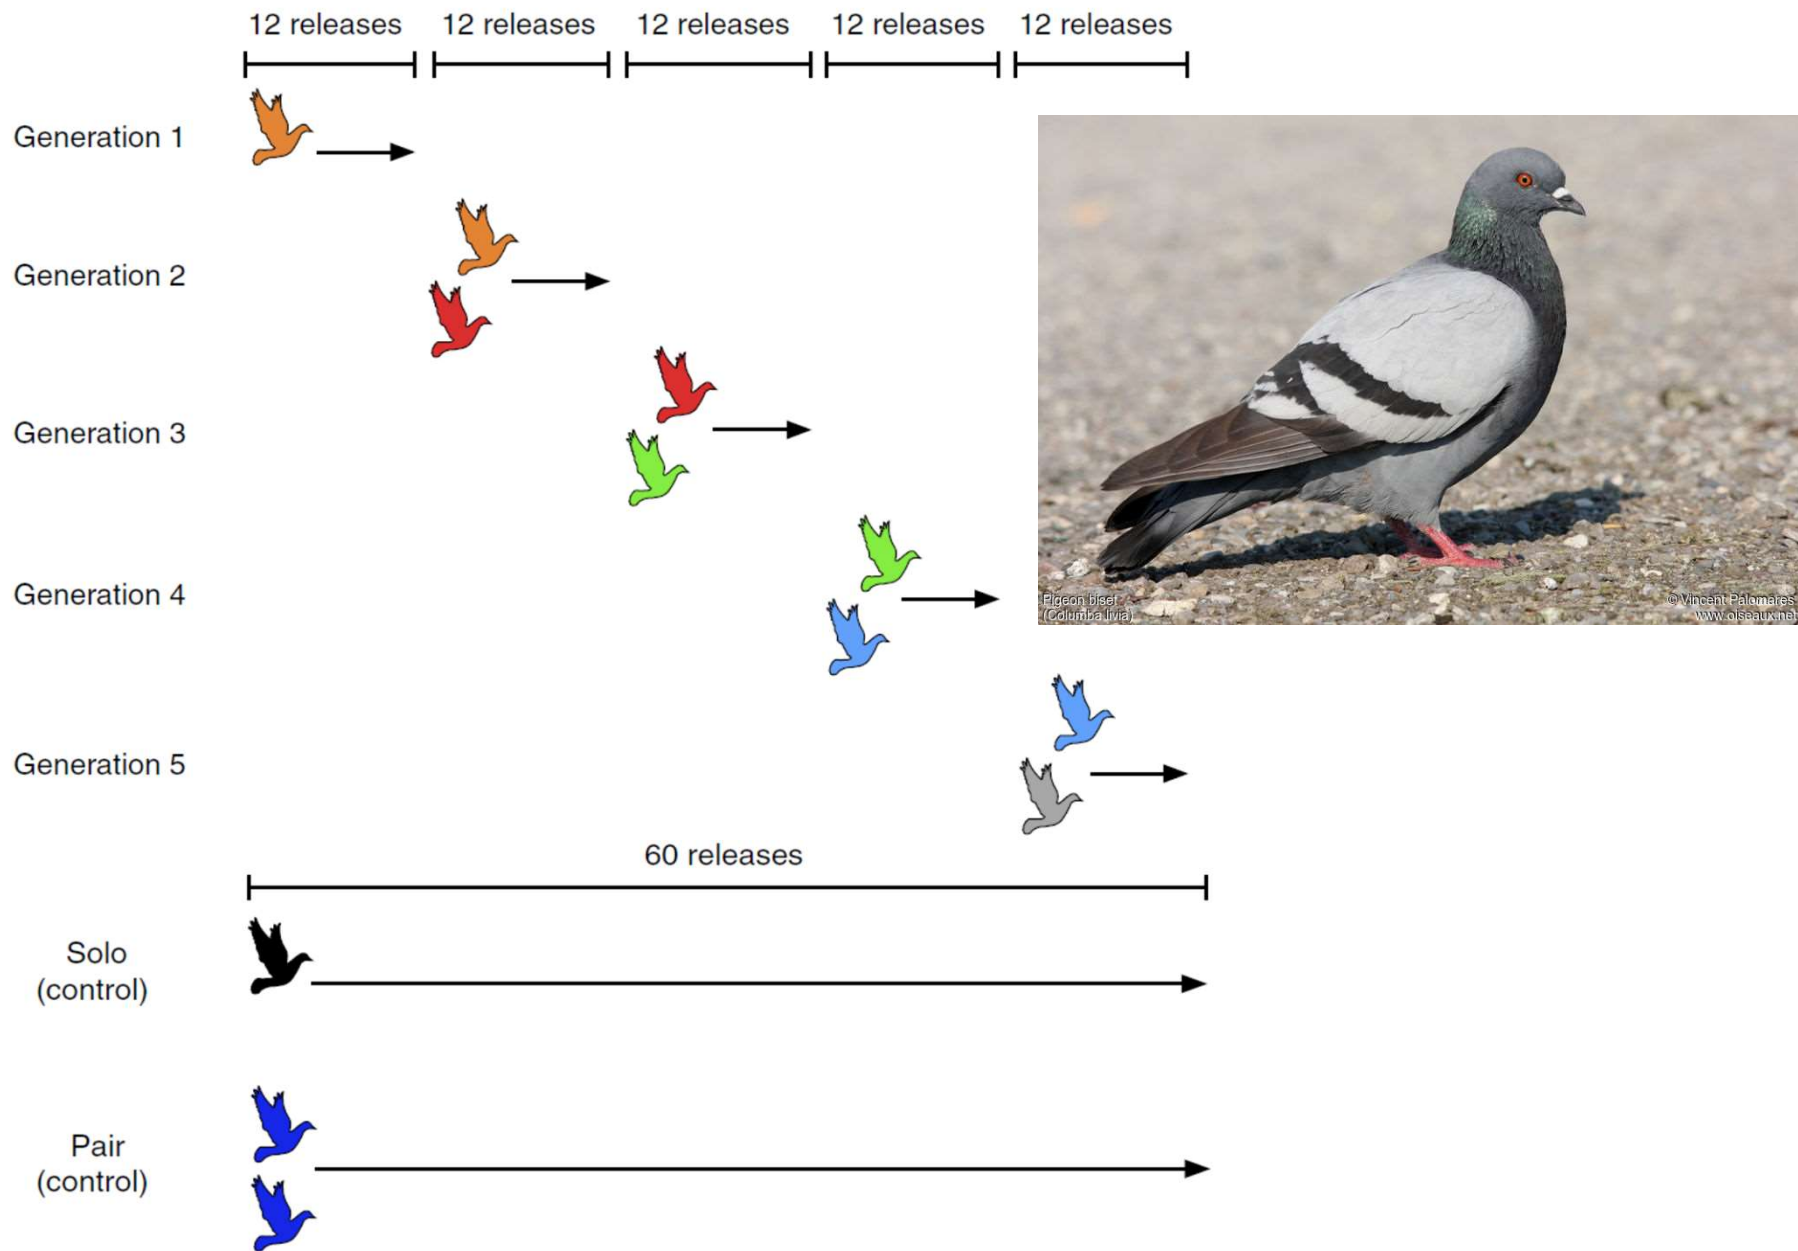 12 releases
12 releases
12 releases
12 releases
12 releases
Generation 1
Generation 2
Generation 3
Generation 4
Generation 5
Pigeon biset
(Columba livia)
© Vincent Palomares
www.oiseaux.net
60 releases
Solo
(control)
Pair
(control)